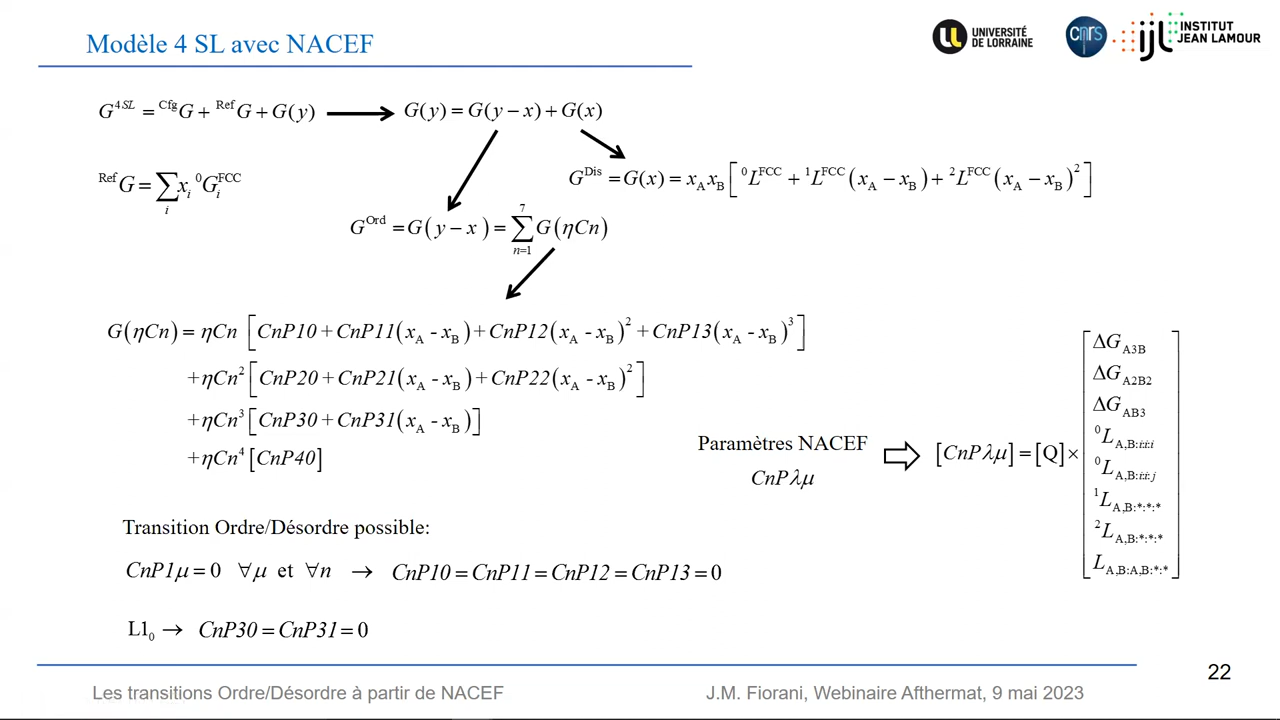 Modèle 4 SL avec NACEF
UNIVERSITÉ
DE LORRAINE
cnrs
ijl
INSTITUT
JEAN LAMOUR
G^{4SL} = ^{Cfg}G + ^{Ref}G + G(y)
G(y) = G(y − x) + G(x)
^{Ref}G = ∑_i x_i ^0G_i^{FCC}
G^{Dis} = G(x) = x_A x_B [ ^0L^{FCC} + ^1L^{FCC} (x_A − x_B) + ^2L^{FCC} (x_A − x_B)^2 ]
G^{Ord} = G(y − x) = ∑_{n=1}^{7} G(ηCn)
G(ηCn) = ηCn [CnP10 + CnP11(x_A - x_B) + CnP12(x_A - x_B)^2 + CnP13(x_A - x_B)^3]
+ηCn^2 [CnP20 + CnP21(x_A - x_B) + CnP22(x_A - x_B)^2]
+ηCn^3 [CnP30 + CnP31(x_A - x_B)]
+ηCn^4 [CnP40]
Paramètres NACEF
CnPλμ
[CnPλμ] = [Q] ×
ΔG_{A3B}
ΔG_{A2B2}
ΔG_{AB3}
^0L_{A,B:i:i:i}
^0L_{A,B:i:i:j}
^1L_{A,B:*:*:*}
^2L_{A,B:*:*:*}
L_{A,B:A,B:*:*}
Transition Ordre/Désordre possible:
CnP1μ = 0 ∀μ et ∀n → CnP10 = CnP11 = CnP12 = CnP13 = 0
L1_0 → CnP30 = CnP31 = 0
22
Les transitions Ordre/Désordre à partir de NACEF
J.M. Fiorani, Webinaire Afthermat, 9 mai 2023